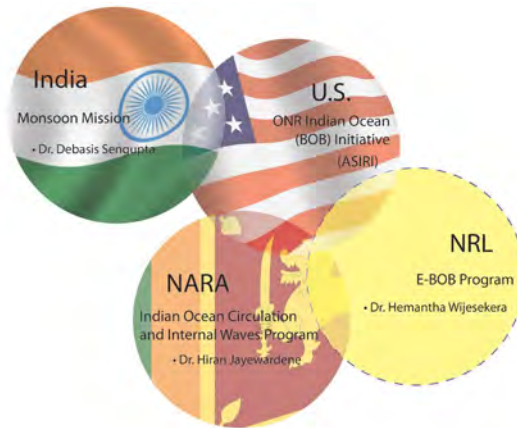 India
Monsoon Mission
• Dr. Debasis Sengupta
U.S.
ONR Indian Ocean
(BOB) Initiative
(ASIRI)
NRL
E-BOB Program
• Dr. Hemantha Wijesekera
NARA
Indian Ocean Circulation
and Internal Waves Program
• Dr. Hiran Jayewardene